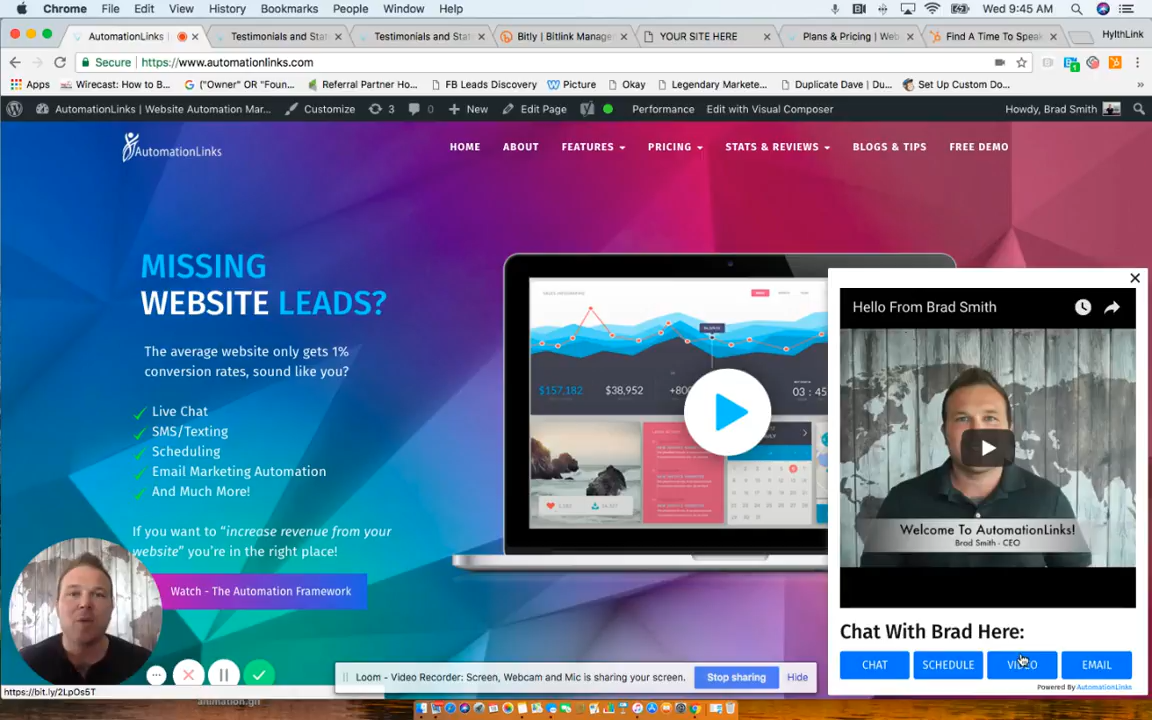 Chrome File Edit View History Bookmarks People Window Help Wed 9:45 AM
AutomationLinks Testimonials and Sta Testimonials and Sta Bitly | Bitlink Manage YOUR SITE HERE Plans & Pricing | Web Find A Time To Speak HylthLink
Secure https://www.automationlinks.com
Apps Wirecast: How to B... ("Owner" OR "Foun... Referral Partner Ho... FB Leads Discovery Picture Okay Legendary Markete... Duplicate Dave | Du... Set Up Custom Do...
AutomationLinks | Website Automation Mar... Customize 3 0 New Edit Page Performance Edit with Visual Composer Howdy, Brad Smith
AutomationLinks HOME ABOUT FEATURES PRICING STATS & REVIEWS BLOGS & TIPS FREE DEMO
MISSING
WEBSITE LEADS?
The average website only gets 1%
conversion rates, sound like you?
Live Chat
SMS/Texting
Scheduling
Email Marketing Automation
And Much More!
If you want to "increase revenue from your
website" you're in the right place!
Watch - The Automation Framework
$157,182 $38,952 +800 03 : 45
Hello From Brad Smith
Welcome To AutomationLinks!
Brad Smith - CEO
Chat With Brad Here:
CHAT SCHEDULE VIDEO EMAIL
Powered By AutomationLinks
Loom - Video Recorder: Screen, Webcam and Mic is sharing your screen. Stop sharing Hide
https://bit.ly/2LpOs5T
animation.gif